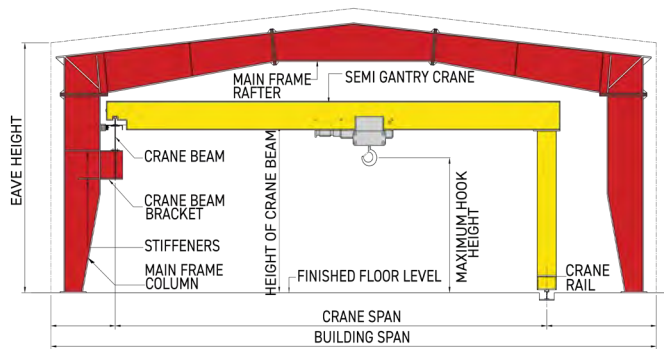 MAIN FRAME
RAFTER
SEMI GANTRY CRANE
EAVE HEIGHT
CRANE BEAM
CRANE BEAM
BRACKET
STIFFENERS
MAIN FRAME
COLUMN
HEIGHT OF CRANE BEAM
MAXIMUM HOOK
HEIGHT
FINISHED FLOOR LEVEL
CRANE
RAIL
CRANE SPAN
BUILDING SPAN